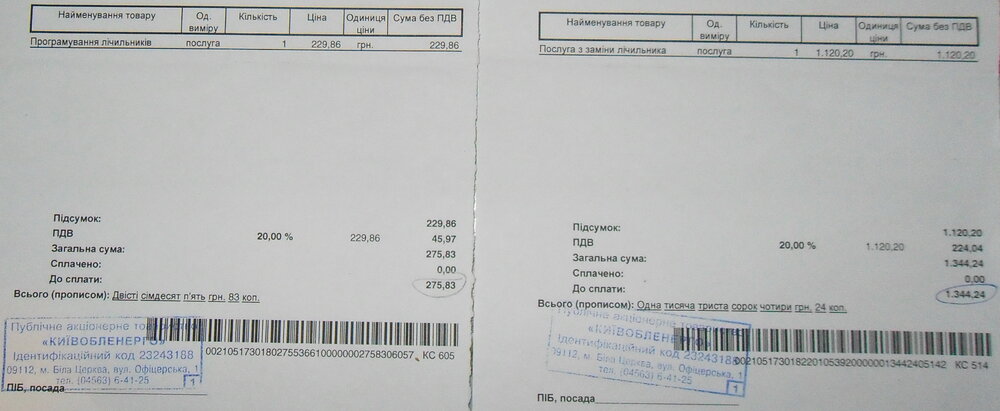 Найменування товару Од. виміру Кількість Ціна Одиниця ціни Сума без ПДВ
Програмування лічильників послуга 1 229,86 грн. 229,86
Підсумок: 229,86
ПДВ 20,00 % 229,86 45,97
Загальна сума: 275,83
Сплачено: 0,00
До сплати: 275,83
Всього (прописом): Двісті сімдесят п'ять грн. 83 коп.
Публічне акціонерне товариство
«КИЇВОБЛЕНЕРГО»
Ідентифікаційний код 23243188
09112, м. Біла Церква, вул. Офіцерська, 1
тел. (04563) 6-41-25
1
00210517301802755366100000002758306057 КС 605
ПІБ, посада
Найменування товару Од. виміру Кількість Ціна Одиниця ціни Сума без ПДВ
Послуга з заміни лічильника послуга 1 1.120,20 грн. 1.120,20
Підсумок: 1.120,20
ПДВ 20,00 % 1.120,20 224,04
Загальна сума: 1.344,24
Сплачено: 0,00
До сплати: 1.344,24
Всього (прописом): Одна тисяча триста сорок чотири грн. 24 коп.
Публічне акціонерне товариство
«КИЇВОБЛЕНЕРГО»
Ідентифікаційний код 23243188
09112, м. Біла Церква, вул. Офіцерська, 1
тел. (04563) 6-41-25
1
КС 514
ПІБ, посада